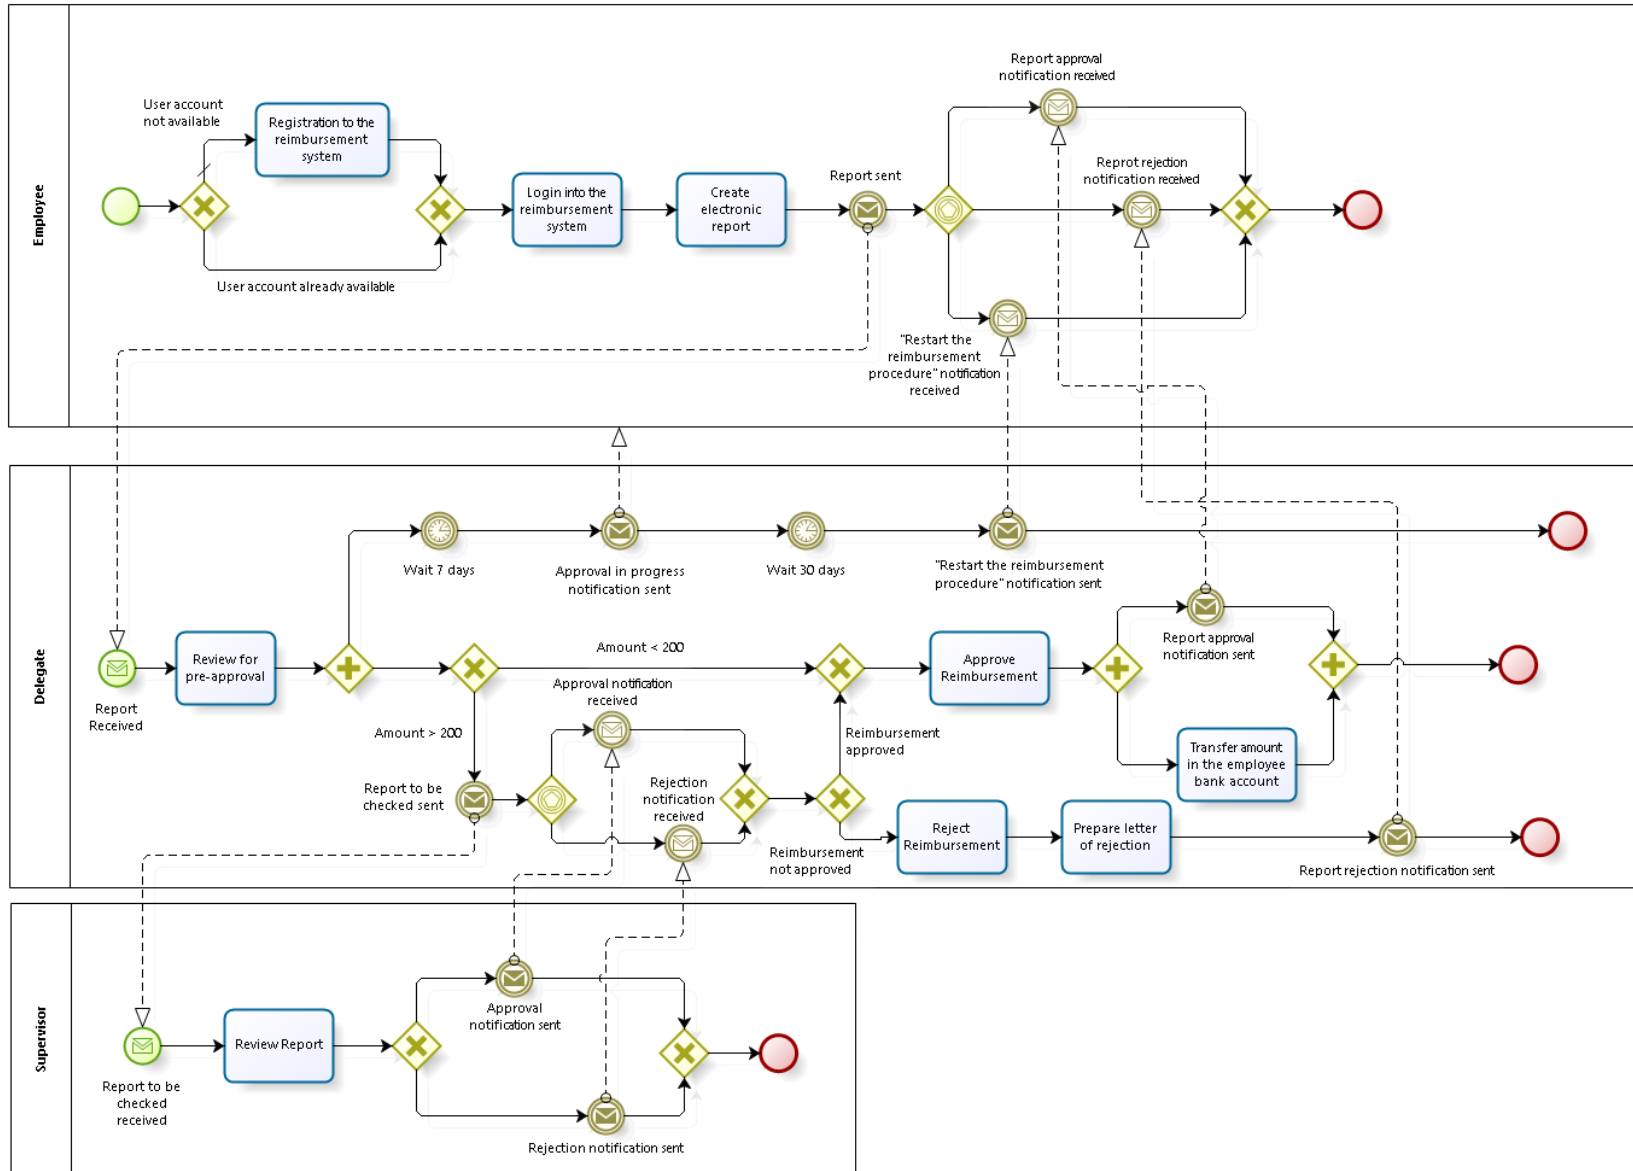 Employee
User account
not available
Registration to the
reimbursement
system
User account already available
Login into the
reimbursement
system
Create
electronic
report
Report sent
Report approval
notification received
Reprot rejection
notification received
"Restart the
reimbursement
procedure" notification
received
Delegate
Report
Received
Review for
pre-approval
Wait 7 days
Approval in progress
notification sent
Wait 30 days
"Restart the reimbursement
procedure" notification sent
Amount < 200
Amount > 200
Report to be
checked sent
Approval notification
received
Rejection
notification
received
Reimbursement
approved
Reimbursement
not approved
Approve
Reimbursement
Report approval
notification sent
Transfer amount
in the employee
bank account
Reject
Reimbursement
Prepare letter
of rejection
Report rejection notification sent
Supervisor
Report to be
checked
received
Review Report
Approval
notification sent
Rejection notification sent